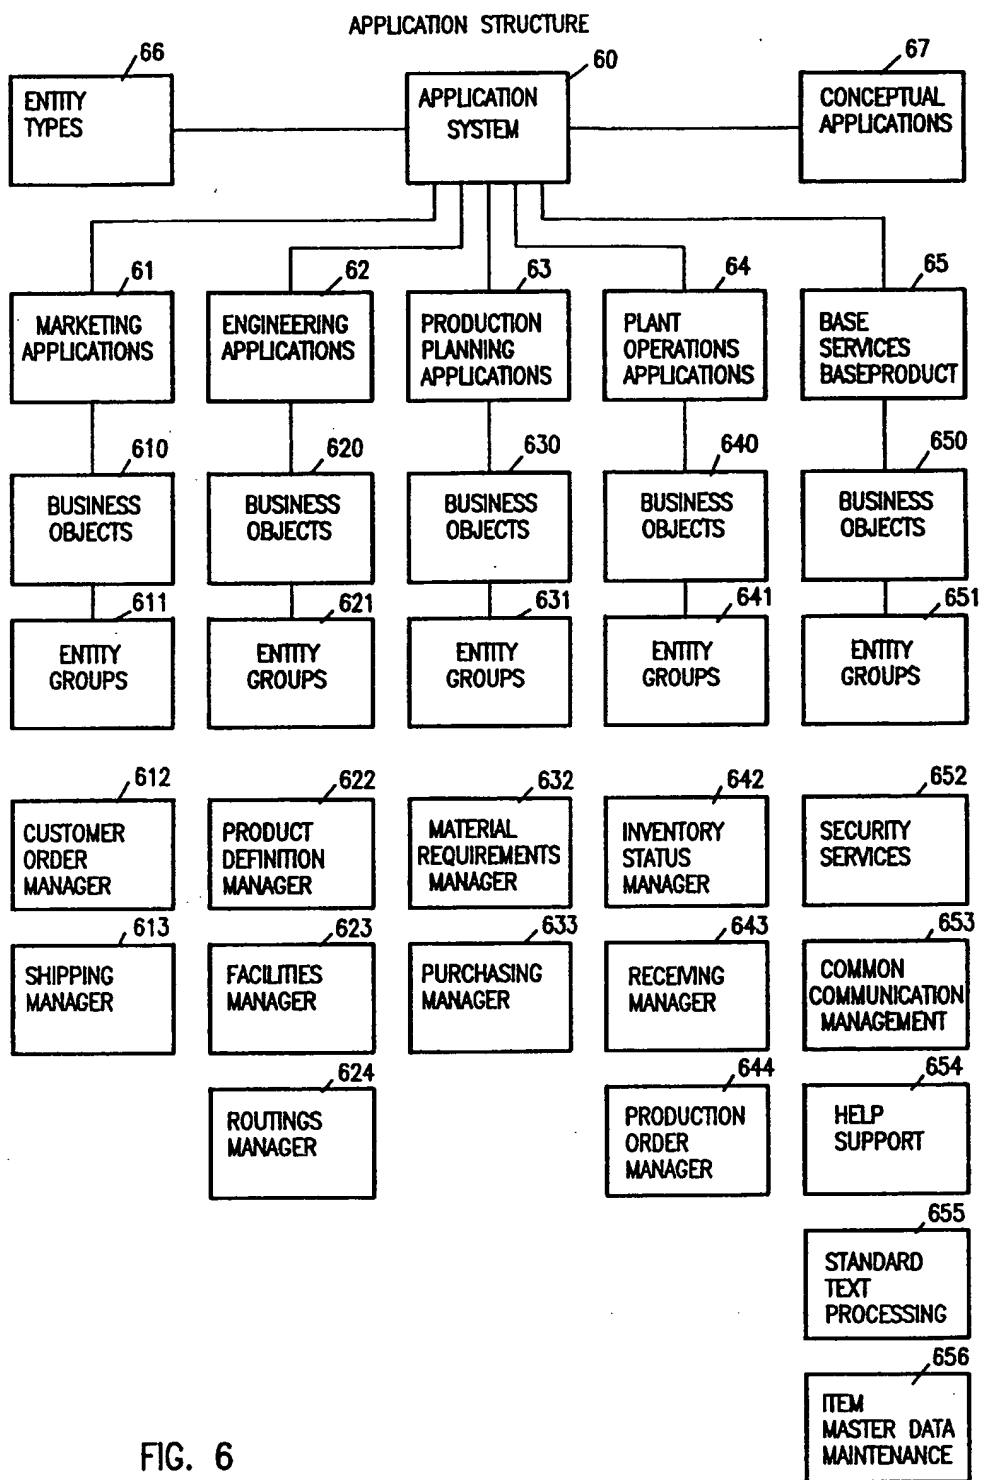 APPLICATION STRUCTURE
66
60
67
ENTITY
TYPES
APPLICATION
SYSTEM
CONCEPTUAL
APPLICATIONS
61
62
63
64
65
MARKETING
APPLICATIONS
ENGINEERING
APPLICATIONS
PRODUCTION
PLANNING
APPLICATIONS
PLANT
OPERATIONS
APPLICATIONS
BASE
SERVICES
BASEPRODUCT
610
620
630
640
650
BUSINESS
OBJECTS
BUSINESS
OBJECTS
BUSINESS
OBJECTS
BUSINESS
OBJECTS
BUSINESS
OBJECTS
611
621
631
641
651
ENTITY
GROUPS
ENTITY
GROUPS
ENTITY
GROUPS
ENTITY
GROUPS
ENTITY
GROUPS
612
622
632
642
652
CUSTOMER
ORDER
MANAGER
PRODUCT
DEFINITION
MANAGER
MATERIAL
REQUIREMENTS
MANAGER
INVENTORY
STATUS
MANAGER
SECURITY
SERVICES
613
623
633
643
653
SHIPPING
MANAGER
FACILITIES
MANAGER
PURCHASING
MANAGER
RECEIVING
MANAGER
COMMON
COMMUNICATION
MANAGEMENT
624
644
654
ROUTINGS
MANAGER
PRODUCTION
ORDER
MANAGER
HELP
SUPPORT
655
STANDARD
TEXT
PROCESSING
656
ITEM
MASTER DATA
MAINTENANCE
FIG. 6